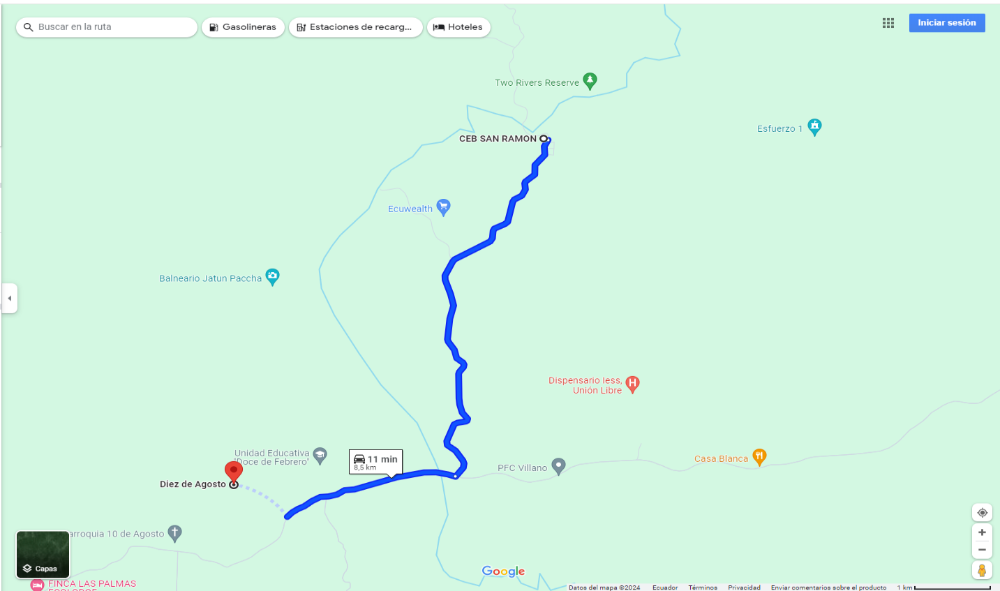 Buscar en la ruta
Gasolineras
Estaciones de recarg...
Hoteles
Iniciar sesión
Two Rivers Reserve
Esfuerzo 1
CEB SAN RAMON
Ecuwealth
Balneario Jatun Paccha
Dispensario Iess,
Unión Libre
Unidad Educativa
"Doce de Febrero"
11 min
8,5 km
Casa Blanca
PFC Villano
Diez de Agosto
arroquia 10 de Agosto
Capas
Google
FINCA LAS PALMAS
Datos del mapa ©2024
Ecuador
Términos
Privacidad
Enviar comentarios sobre el producto
1 km